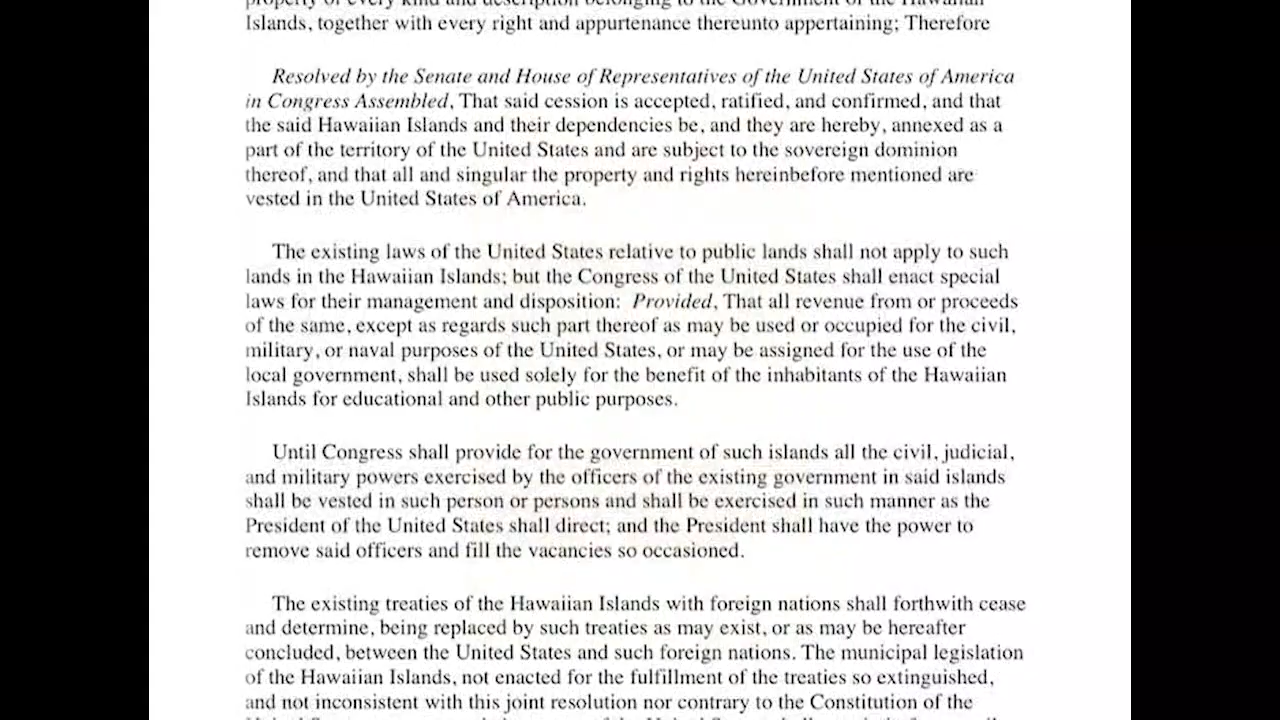 property of every kind and description belonging to the Government of the Hawaiian
Islands, together with every right and appurtenance thereunto appertaining; Therefore
Resolved by the Senate and House of Representatives of the United States of America
in Congress Assembled, That said cession is accepted, ratified, and confirmed, and that
the said Hawaiian Islands and their dependencies be, and they are hereby, annexed as a
part of the territory of the United States and are subject to the sovereign dominion
thereof, and that all and singular the property and rights hereinbefore mentioned are
vested in the United States of America.
The existing laws of the United States relative to public lands shall not apply to such
lands in the Hawaiian Islands; but the Congress of the United States shall enact special
laws for their management and disposition: Provided, That all revenue from or proceeds
of the same, except as regards such part thereof as may be used or occupied for the civil,
military, or naval purposes of the United States, or may be assigned for the use of the
local government, shall be used solely for the benefit of the inhabitants of the Hawaiian
Islands for educational and other public purposes.
Until Congress shall provide for the government of such islands all the civil, judicial,
and military powers exercised by the officers of the existing government in said islands
shall be vested in such person or persons and shall be exercised in such manner as the
President of the United States shall direct; and the President shall have the power to
remove said officers and fill the vacancies so occasioned.
The existing treaties of the Hawaiian Islands with foreign nations shall forthwith cease
and determine, being replaced by such treaties as may exist, or as may be hereafter
concluded, between the United States and such foreign nations. The municipal legislation
of the Hawaiian Islands, not enacted for the fulfillment of the treaties so extinguished,
and not inconsistent with this joint resolution nor contrary to the Constitution of the